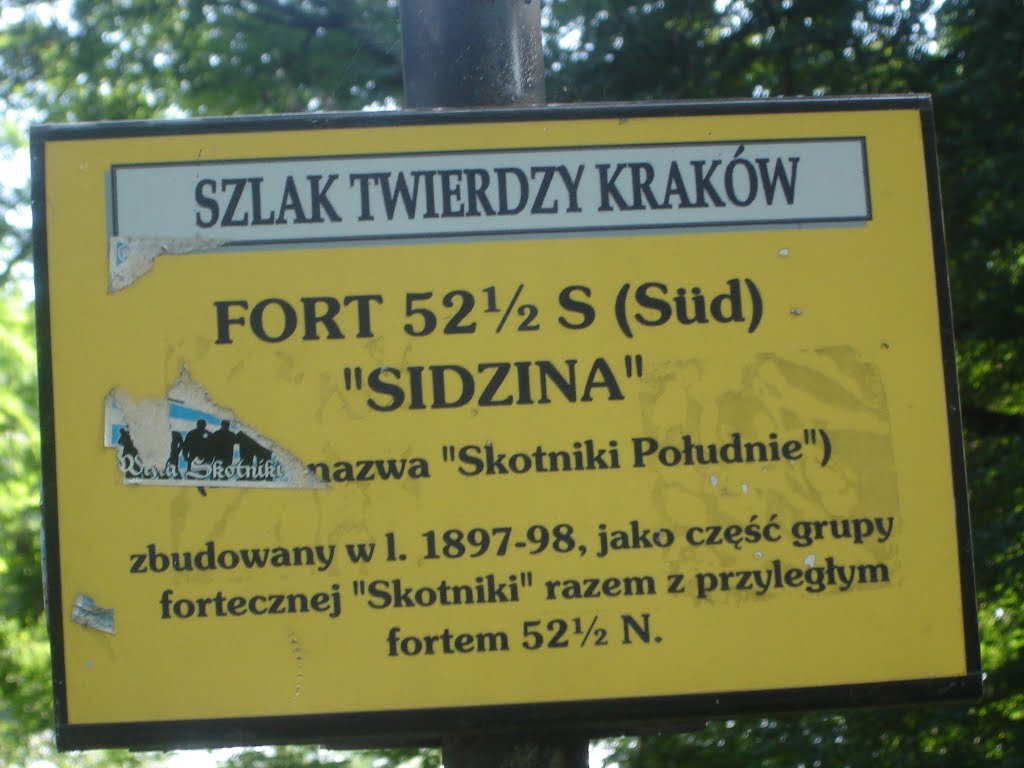 SZLAK TWIERDZY KRAKÓW
FORT 52½ S (Süd)
"SIDZINA"
nazwa "Skotniki Południe")
Skotniki
zbudowany w l. 1897-98, jako część grupy
fortecznej "Skotniki" razem z przyległym
fortem 52½ N.